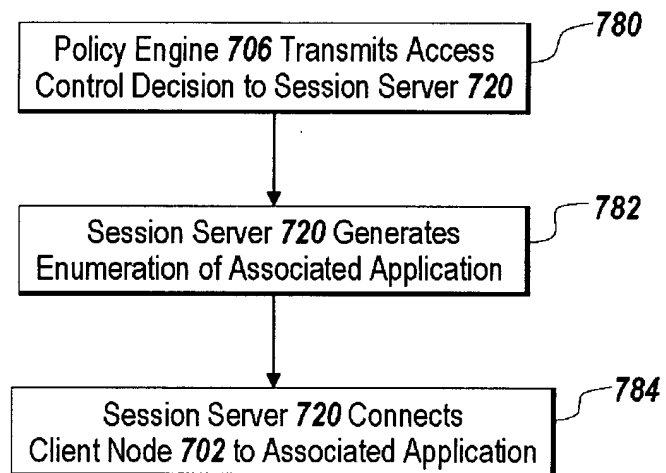 780
Policy Engine 706 Transmits Access
Control Decision to Session Server 720
782
Session Server 720 Generates
Enumeration of Associated Application
784
Session Server 720 Connects
Client Node 702 to Associated Application